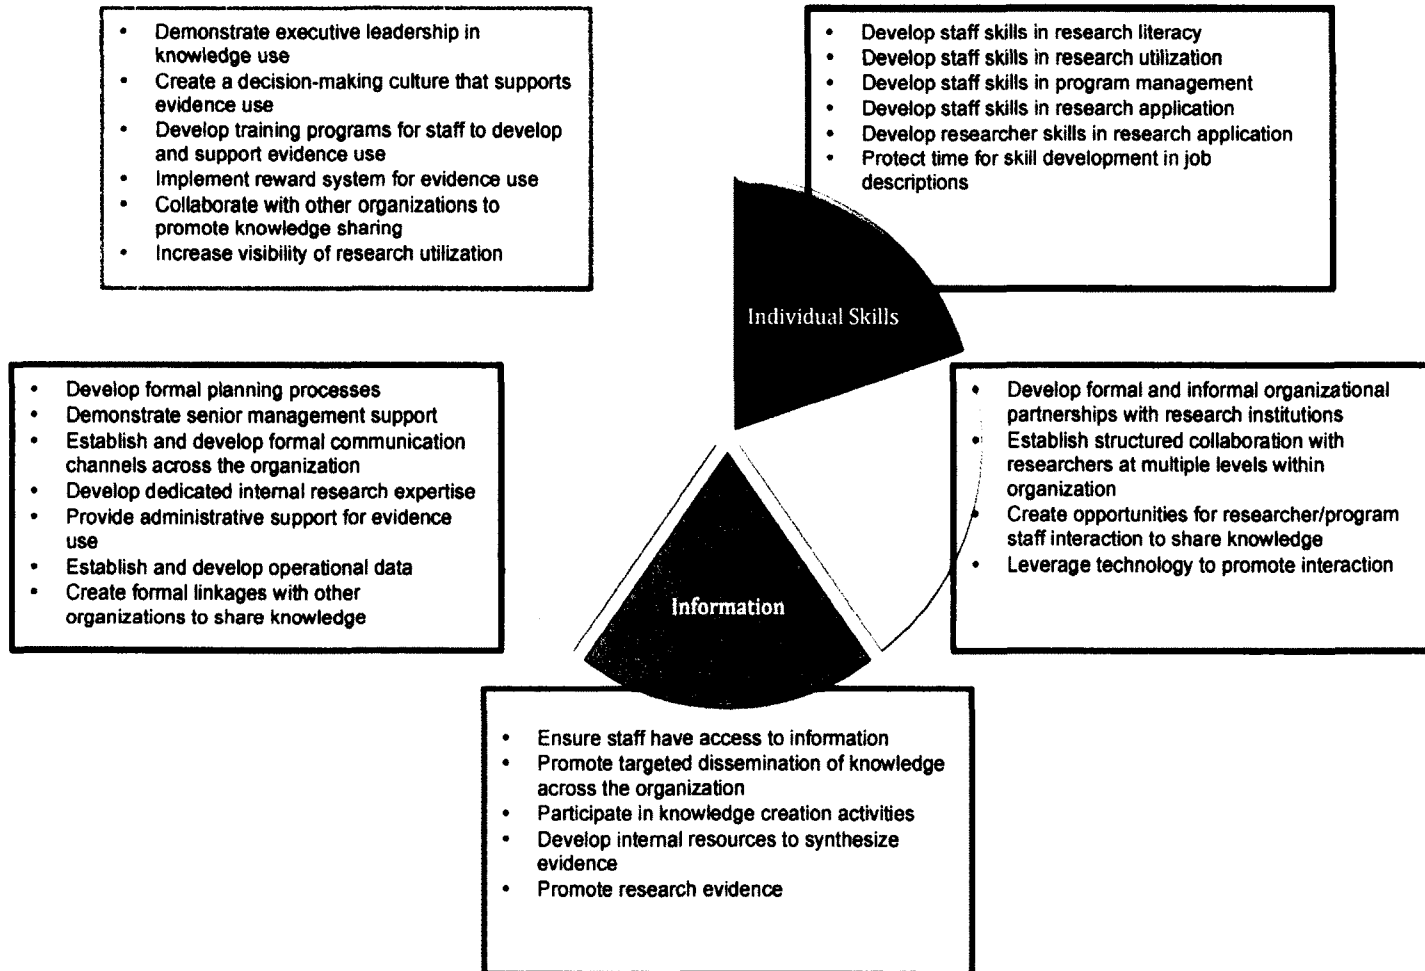 • Demonstrate executive leadership in
knowledge use
• Create a decision-making culture that supports
evidence use
• Develop training programs for staff to develop
and support evidence use
• Implement reward system for evidence use
• Collaborate with other organizations to
promote knowledge sharing
• Increase visibility of research utilization
• Develop staff skills in research literacy
• Develop staff skills in research utilization
• Develop staff skills in program management
• Develop staff skills in research application
• Develop researcher skills in research application
• Protect time for skill development in job
descriptions
Individual Skills
• Develop formal planning processes
• Demonstrate senior management support
• Establish and develop formal communication
channels across the organization
• Develop dedicated internal research expertise
• Provide administrative support for evidence
use
• Establish and develop operational data
• Create formal linkages with other
organizations to share knowledge
• Develop formal and informal organizational
partnerships with research institutions
• Establish structured collaboration with
researchers at multiple levels within
organization
• Create opportunities for researcher/program
staff interaction to share knowledge
• Leverage technology to promote interaction
Information
• Ensure staff have access to information
• Promote targeted dissemination of knowledge
across the organization
• Participate in knowledge creation activities
• Develop internal resources to synthesize
evidence
• Promote research evidence